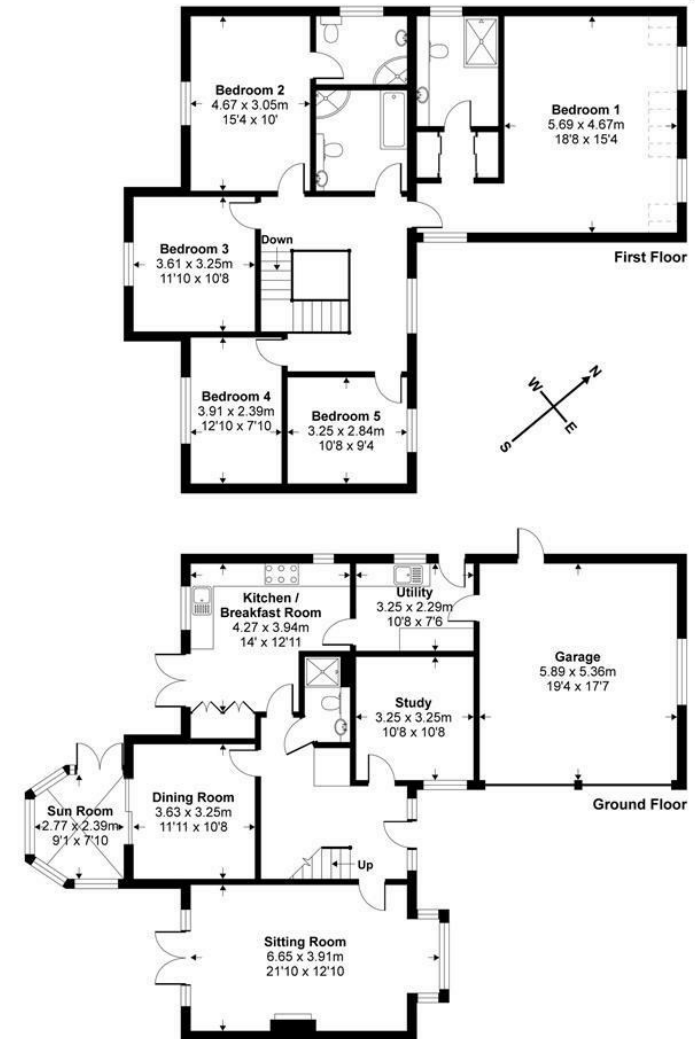 Bedroom 2
4.67 x 3.05m
15'4 x 10'
Bedroom 1
5.69 x 4.67m
18'8 x 15'4
Bedroom 3
3.61 x 3.25m
11'10 x 10'8
Down
First Floor
Bedroom 4
3.91 x 2.39m
12'10 x 7'10
Bedroom 5
3.25 x 2.84m
10'8 x 9'4
N
W
E
S
Kitchen /
Breakfast Room
4.27 x 3.94m
14' x 12'11
Utility
3.25 x 2.29m
10'8 x 7'6
Garage
5.89 x 5.36m
19'4 x 17'7
Study
3.25 x 3.25m
10'8 x 10'8
Sun Room
2.77 x 2.39m
9'1 x 7'10
Dining Room
3.63 x 3.25m
11'11 x 10'8
Ground Floor
Up
Sitting Room
6.65 x 3.91m
21'10 x 12'10